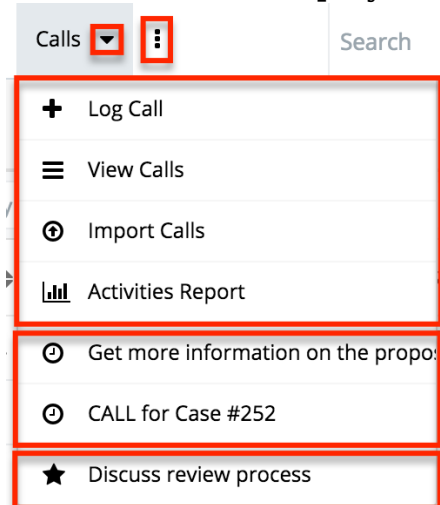 Calls Search
Log Call
View Calls
Import Calls
Activities Report
Get more information on the propos
CALL for Case #252
Discuss review process